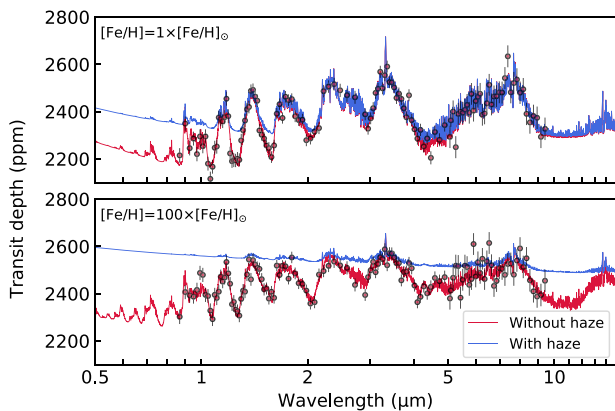 2800
[Fe/H]=1×[Fe/H]⊙
2600
2400
2200
2800
[Fe/H]=100×[Fe/H]⊙
2600
2400
2200
Transit depth (ppm)
Without haze
With haze
0.5 1 2 5 10
Wavelength (μm)